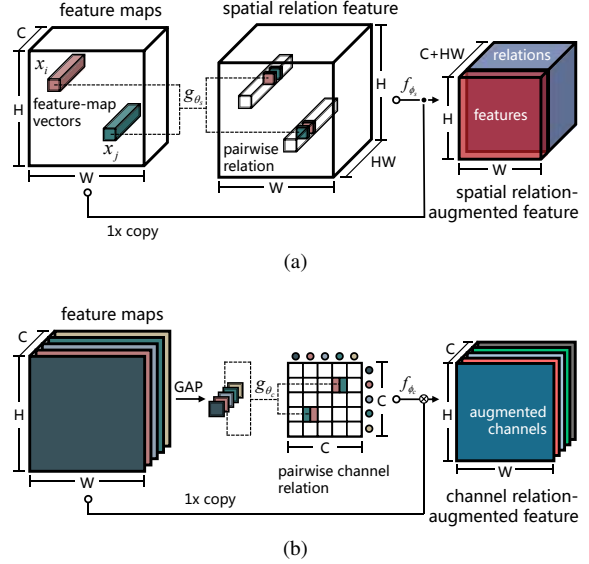 feature maps
spatial relation feature
C
x_i
feature-map
vectors
x_j
H
W
g_θs
pairwise
relation
H
HW
W
f_ϕs
C+HW
relations
features
H
W
spatial relation-
augmented feature
1x copy
(a)
feature maps
C
H
W
GAP
g_θc
C
C
pairwise channel
relation
f_ϕc
C
H
augmented
channels
W
1x copy
channel relation-
augmented feature
(b)